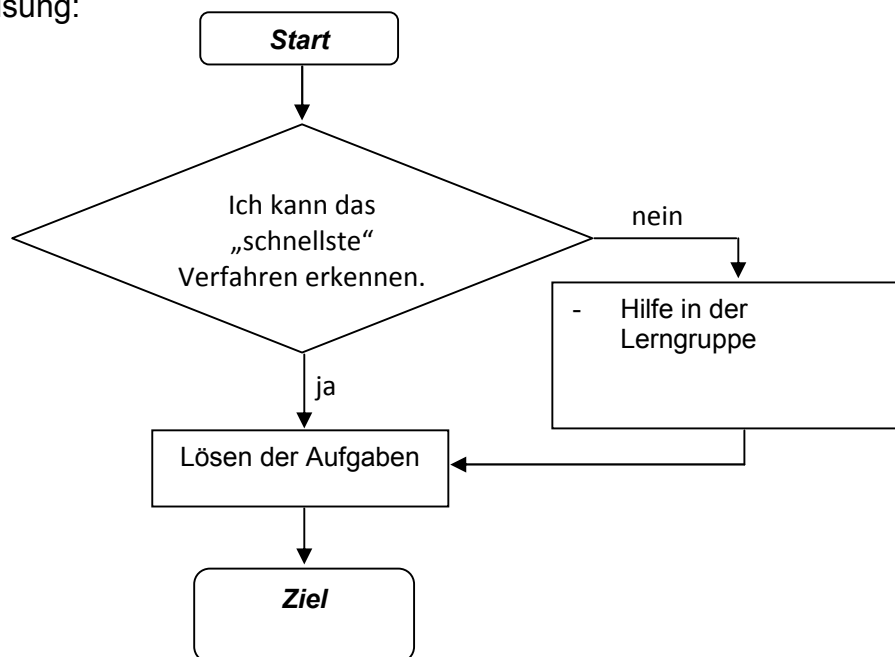 sung:
Start
Ich kann das
„schnellste“
Verfahren erkennen.
nein
- Hilfe in der
Lerngruppe
ja
Lösen der Aufgaben
Ziel